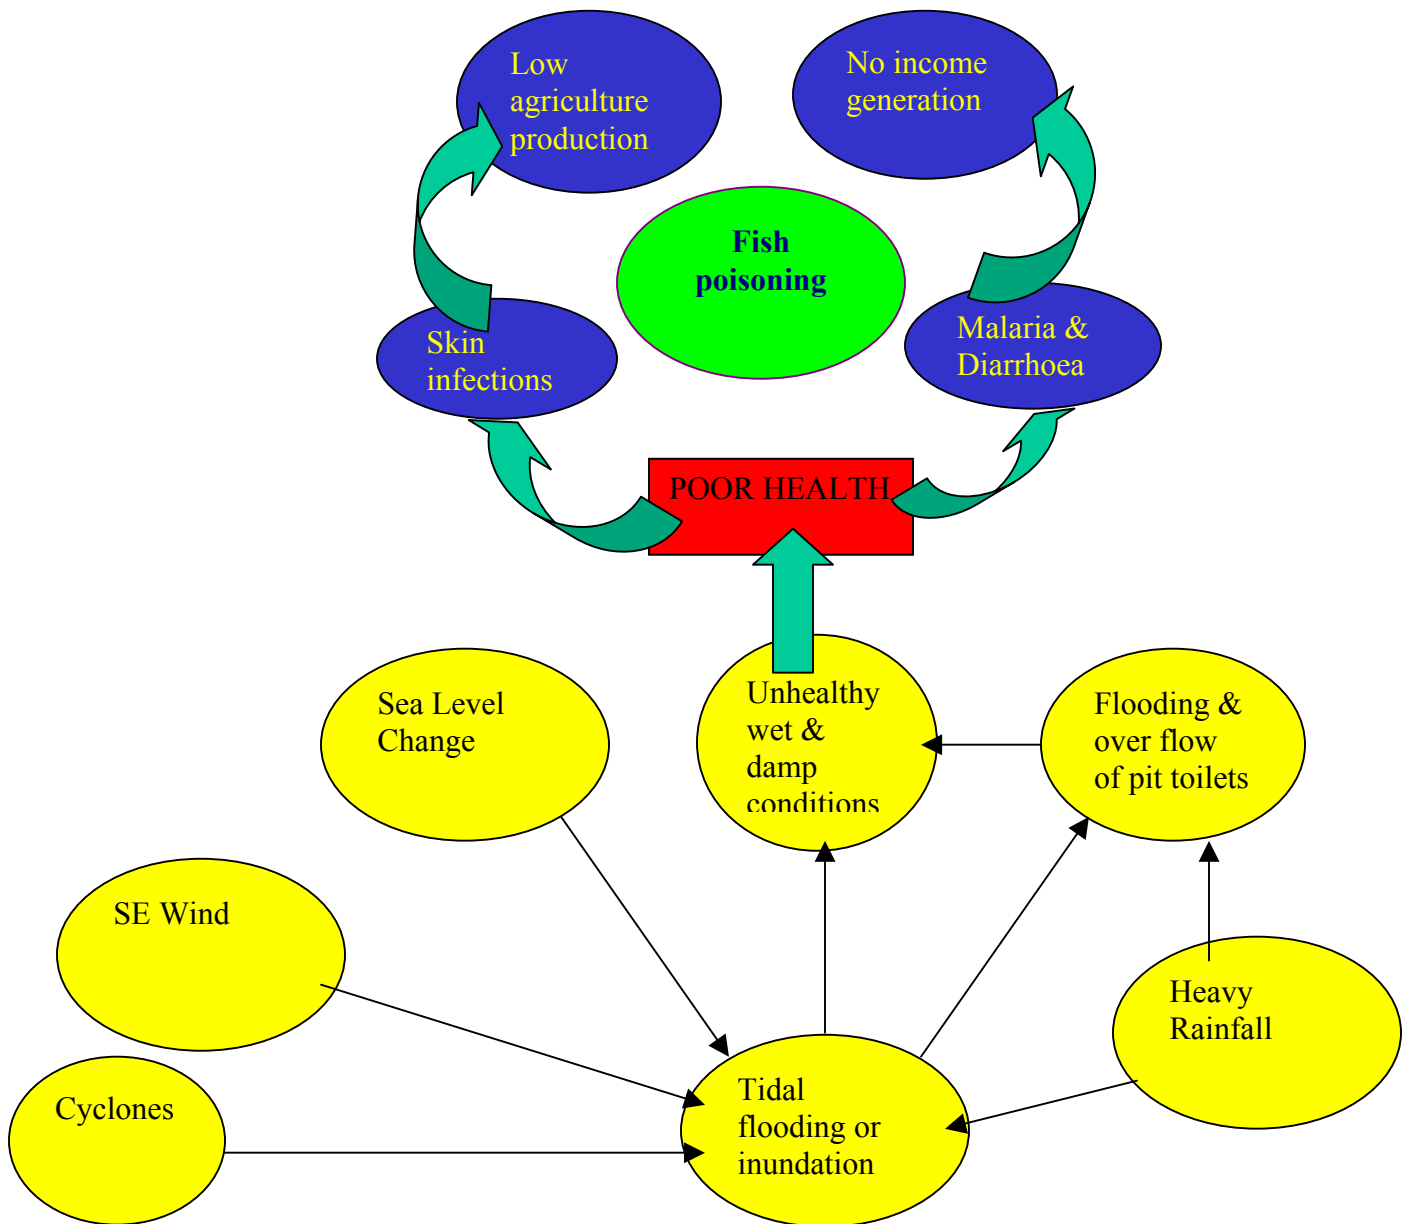 Low
agriculture
production
No income
generation
Fish
poisoning
Skin
infections
Malaria &
Diarrhoea
POOR HEALTH
Sea Level
Change
Unhealthy
wet &
damp
conditions
Flooding &
over flow
of pit toilets
SE Wind
Heavy
Rainfall
Cyclones
Tidal
flooding or
inundation